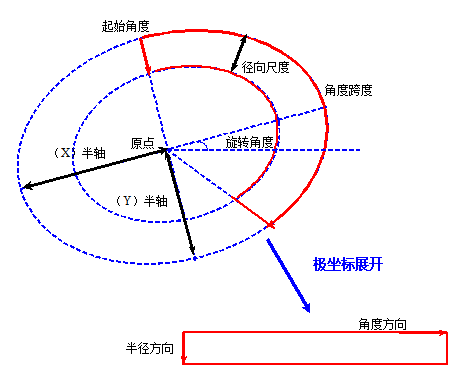 起始角度
径向尺度
角度跨度
原点
旋转角度
（X）半轴
（Y）半轴
极坐标展开
角度方向
半径方向